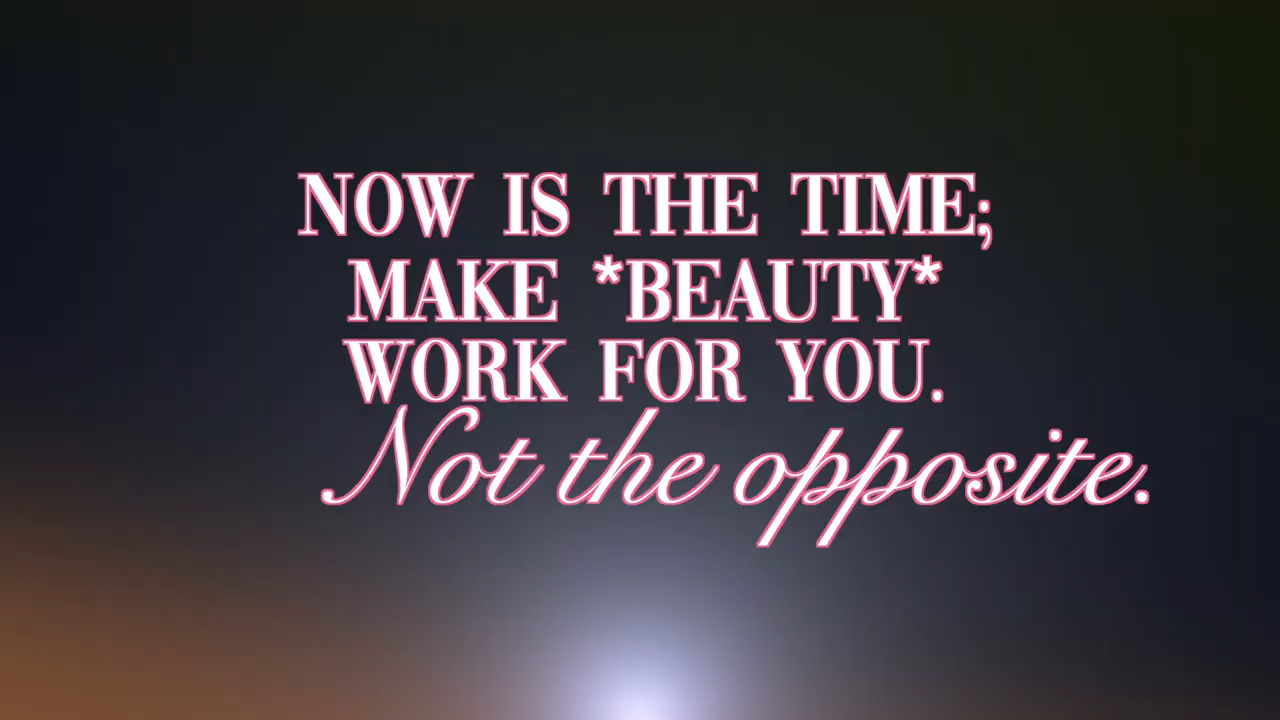 NOW IS THE TIME;
MAKE *BEAUTY*
WORK FOR YOU.
Not the opposite.